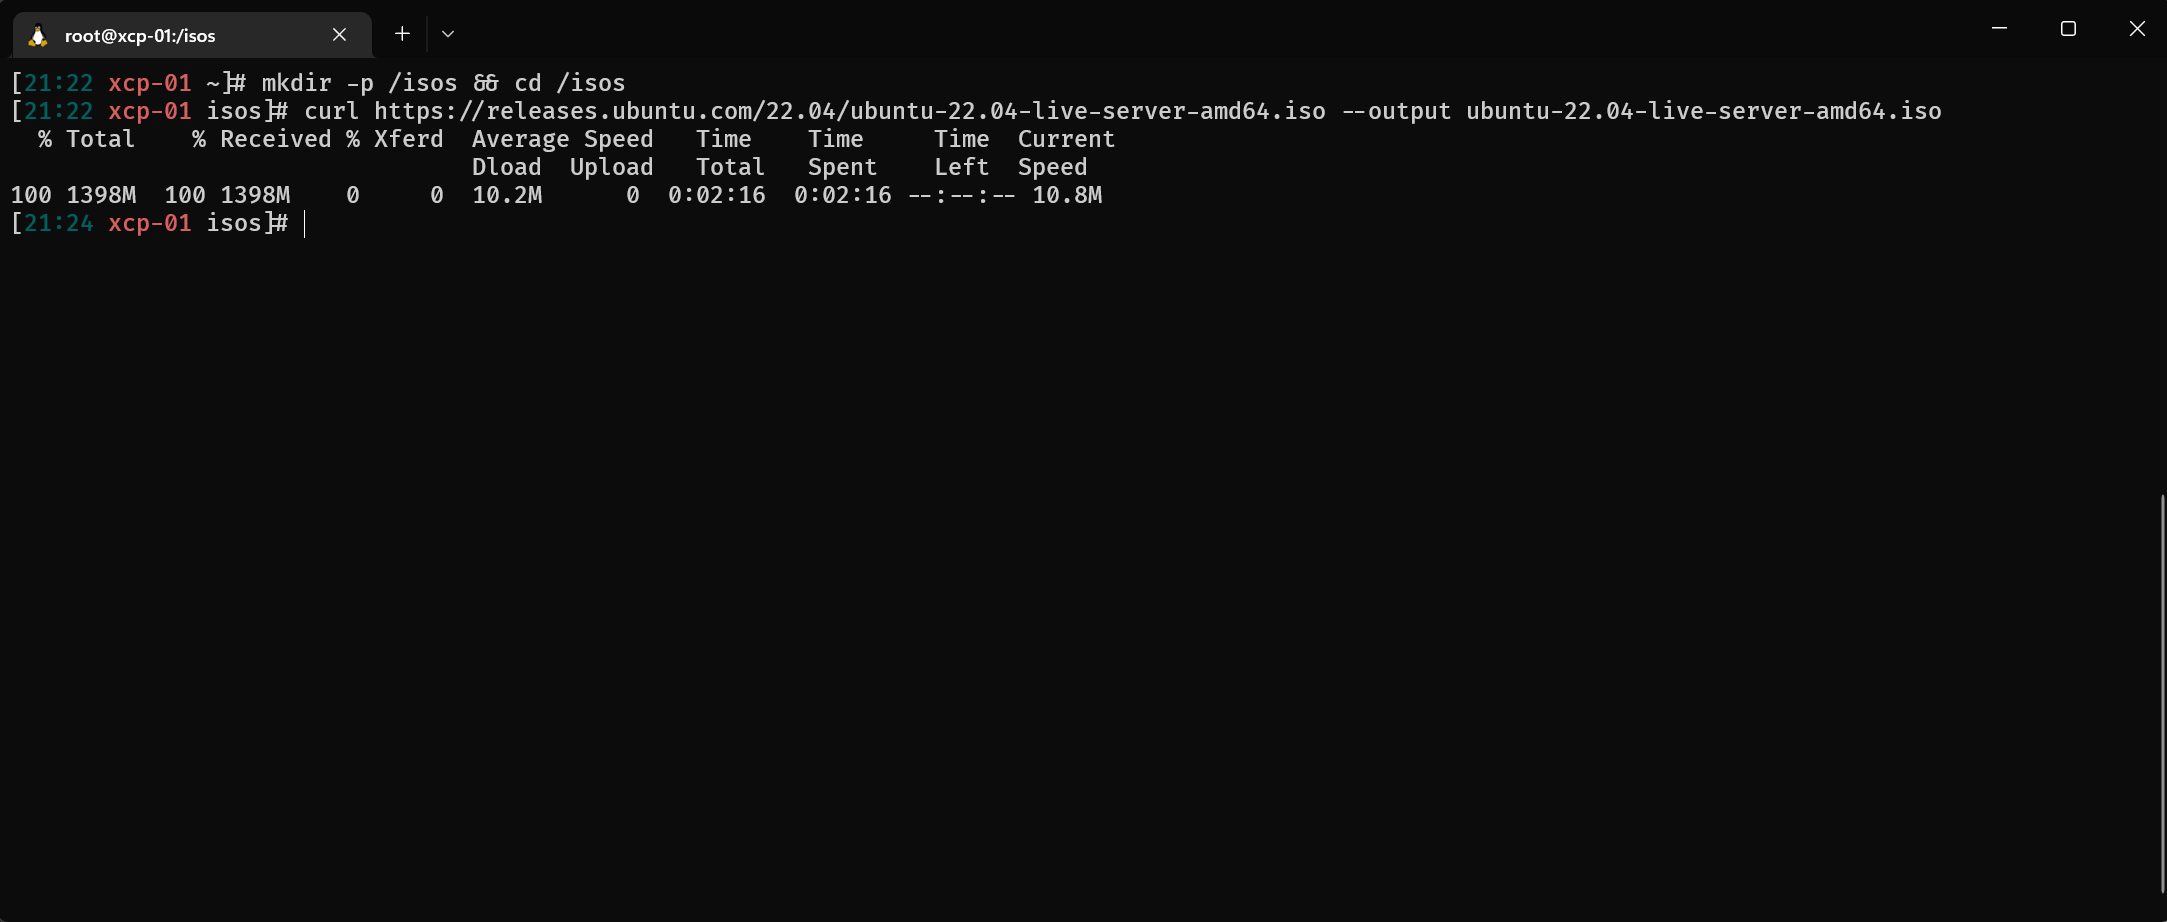 root@xcp-01:/isos
[21:22 xcp-01 ~]# mkdir -p /isos && cd /isos
[21:22 xcp-01 isos]# curl https://releases.ubuntu.com/22.04/ubuntu-22.04-live-server-amd64.iso --output ubuntu-22.04-live-server-amd64.iso
  % Total    % Received % Xferd  Average Speed   Time    Time     Time  Current
                                 Dload  Upload   Total   Spent    Left  Speed
100 1398M  100 1398M    0     0  10.2M      0  0:02:16  0:02:16 --:--:-- 10.8M
[21:24 xcp-01 isos]#